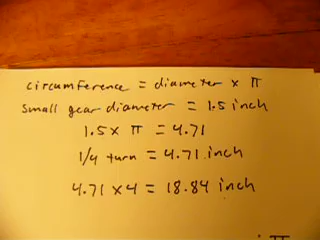 circumference = diameter x π
small gear diameter = 1.5 inch
1.5 x π = 4.71
1/4 turn = 4.71 inch
4.71 x 4 = 18.84 inch